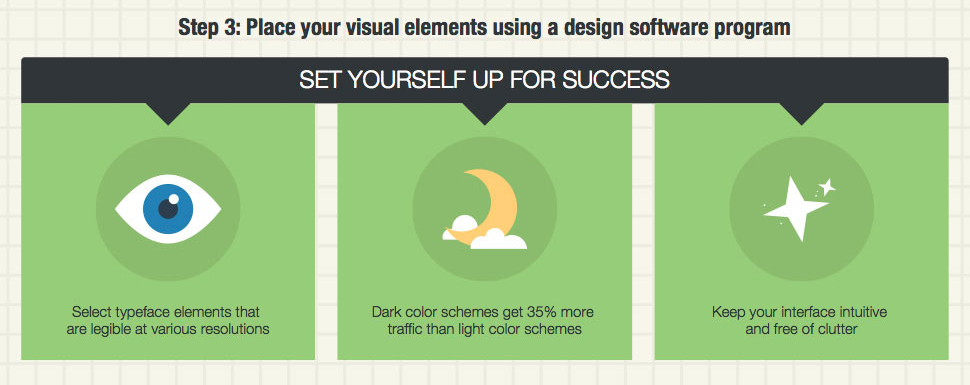 Step 3: Place your visual elements using a design software program
SET YOURSELF UP FOR SUCCESS
Select typeface elements that
are legible at various resolutions
Dark color schemes get 35% more
traffic than light color schemes
Keep your interface intuitive
and free of clutter